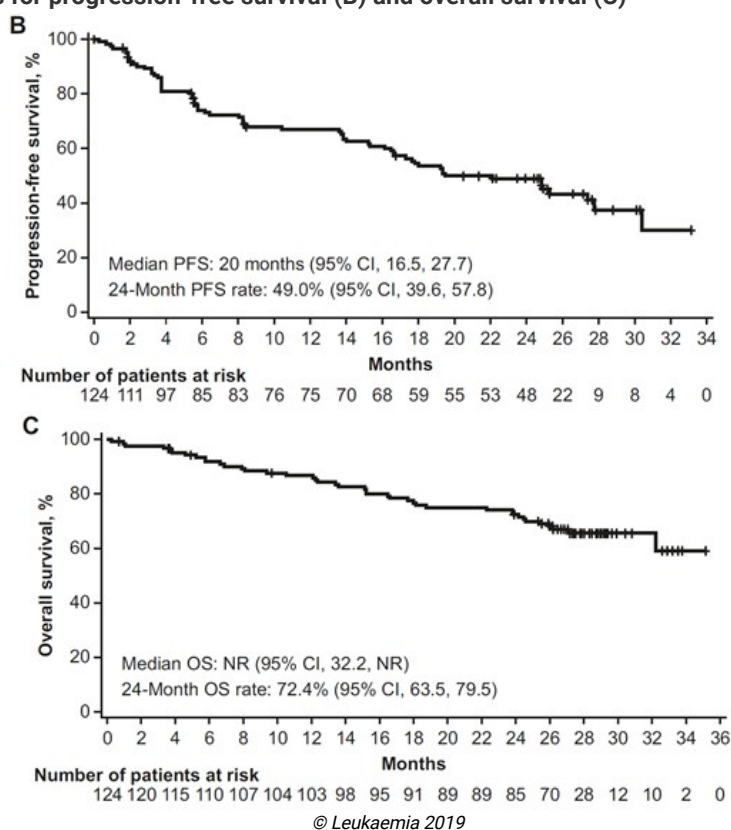 s for progression-free survival (B) and overall survival (C)
B
100
80
60
40
20
0
Progression-free survival, %
Median PFS: 20 months (95% CI, 16.5, 27.7)
24-Month PFS rate: 49.0% (95% CI, 39.6, 57.8)
0 2 4 6 8 10 12 14 16 18 20 22 24 26 28 30 32 34
Months
Number of patients at risk
124 111 97 85 83 76 75 70 68 59 55 53 48 22 9 8 4 0
C
100
80
60
40
20
0
Overall survival, %
Median OS: NR (95% CI, 32.2, NR)
24-Month OS rate: 72.4% (95% CI, 63.5, 79.5)
0 2 4 6 8 10 12 14 16 18 20 22 24 26 28 30 32 34 36
Months
Number of patients at risk
124 120 115 110 107 104 103 98 95 91 89 89 85 70 28 12 10 2 0
© Leukaemia 2019